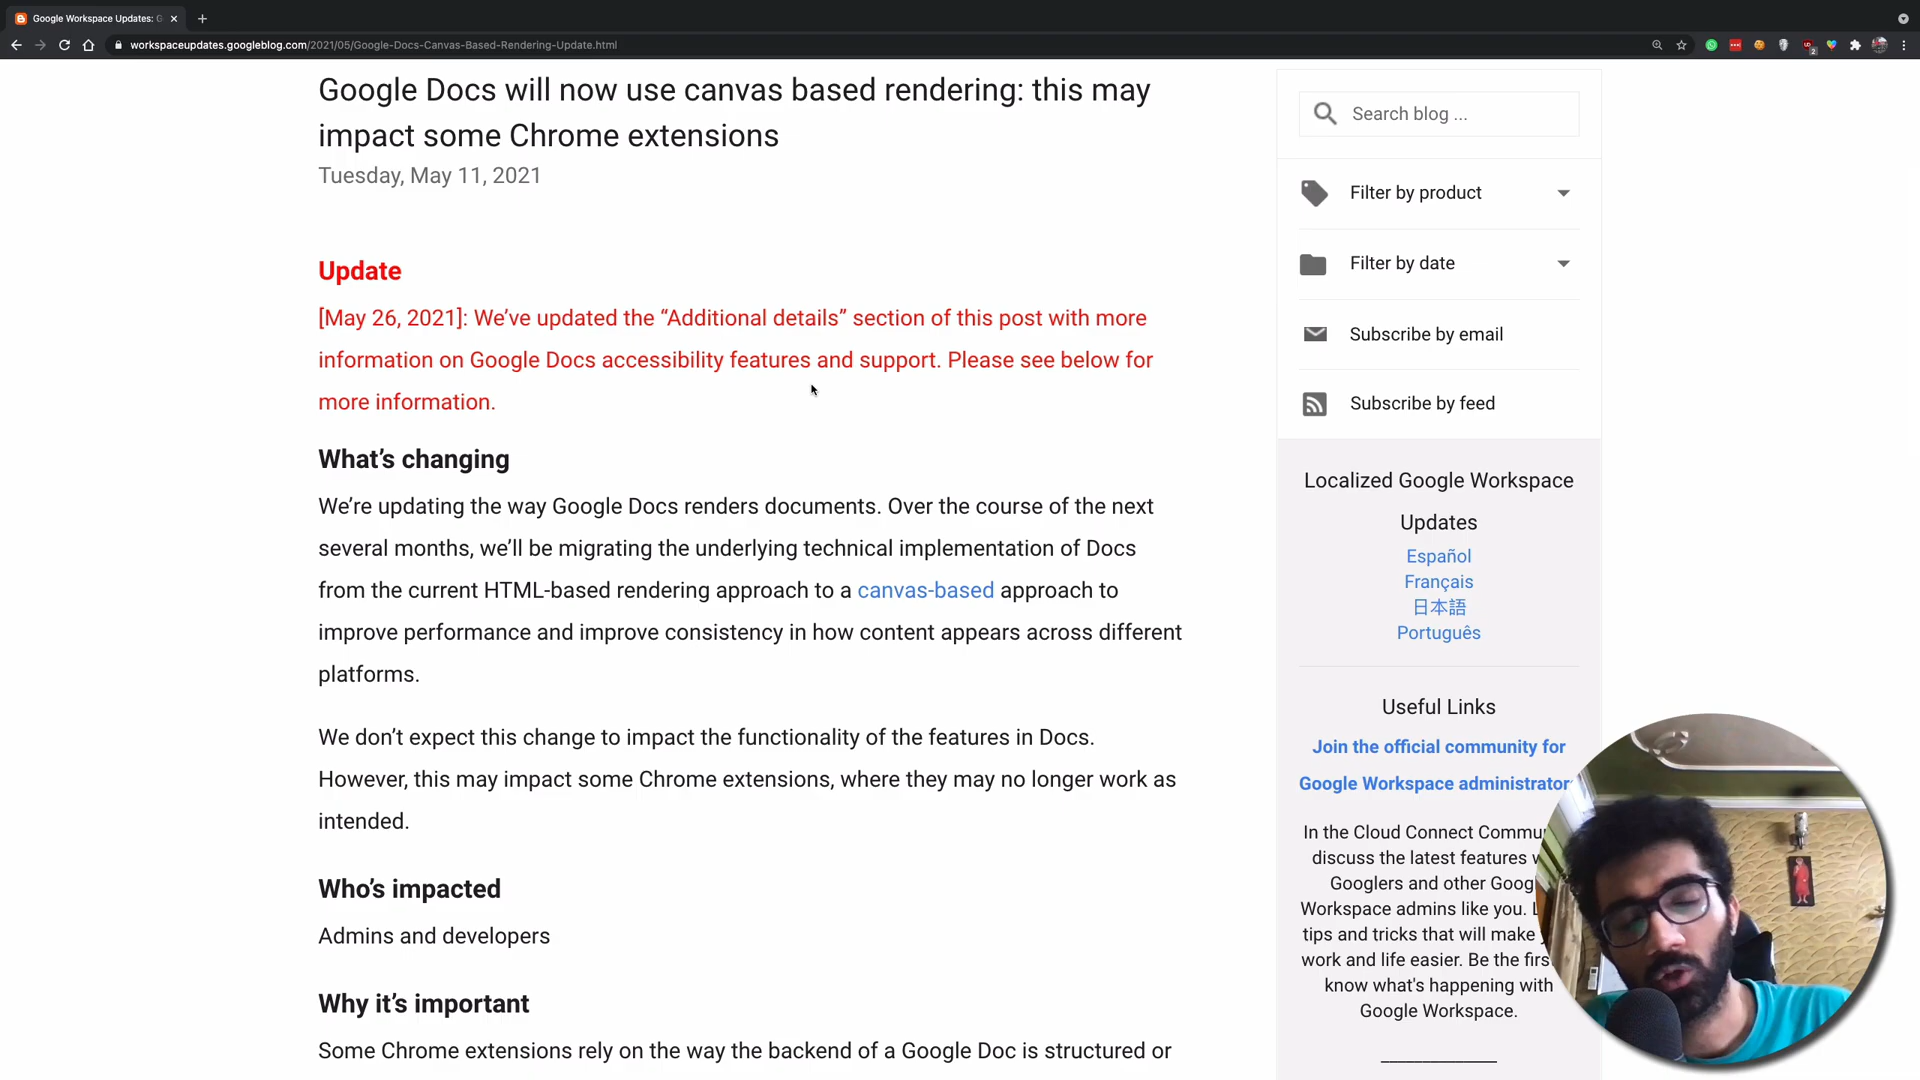 Google Workspace Updates: G
workspaceupdates.googleblog.com/2021/05/Google-Docs-Canvas-Based-Rendering-Update.html
Google Docs will now use canvas based rendering: this may
impact some Chrome extensions
Tuesday, May 11, 2021
Update
[May 26, 2021]: We’ve updated the “Additional details” section of this post with more
information on Google Docs accessibility features and support. Please see below for
more information.
What’s changing
We’re updating the way Google Docs renders documents. Over the course of the next
several months, we’ll be migrating the underlying technical implementation of Docs
from the current HTML-based rendering approach to a canvas-based approach to
improve performance and improve consistency in how content appears across different
platforms.
We don’t expect this change to impact the functionality of the features in Docs.
However, this may impact some Chrome extensions, where they may no longer work as
intended.
Who’s impacted
Admins and developers
Why it’s important
Some Chrome extensions rely on the way the backend of a Google Doc is structured or
Search blog ...
Filter by product
Filter by date
Subscribe by email
Subscribe by feed
Localized Google Workspace
Updates
Español
Français
日本語
Português
Useful Links
Join the official community for
Google Workspace administrator
In the Cloud Connect Commu
discuss the latest features
Googlers and other Goog
Workspace admins like you.
tips and tricks that will make
work and life easier. Be the firs
know what's happening with
Google Workspace.